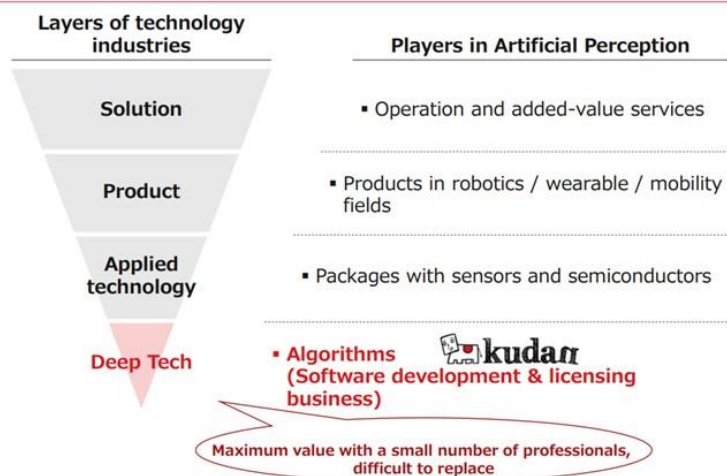 Layers of technology
industries
Players in Artificial Perception
Solution
▪ Operation and added-value services
Product
▪ Products in robotics / wearable / mobility
fields
Applied
technology
▪ Packages with sensors and semiconductors
Deep Tech
▪ Algorithms
kudan
(Software development & licensing
business)
Maximum value with a small number of professionals,
difficult to replace